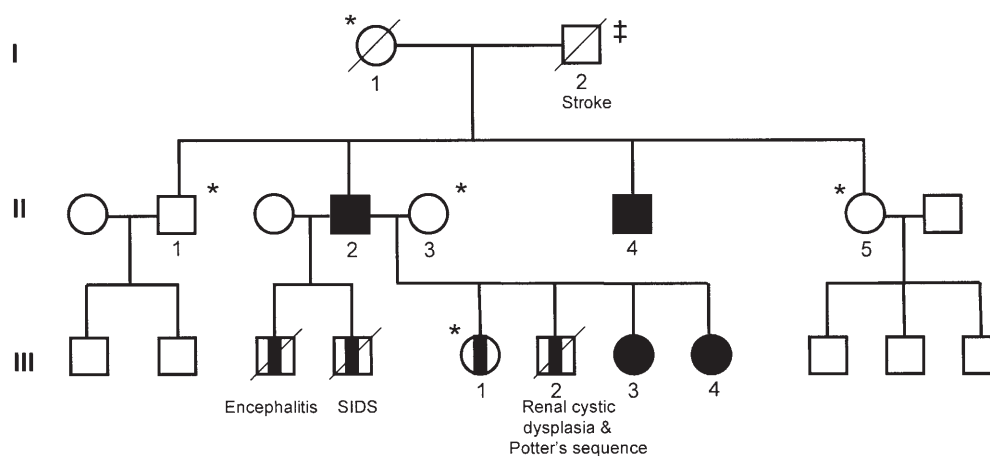 I
*
‡
1
2
Stroke
II
*
*
*
1
2
3
4
5
III
*
1
2
3
4
Encephalitis
SIDS
Renal cystic
dysplasia &
Potter's sequence